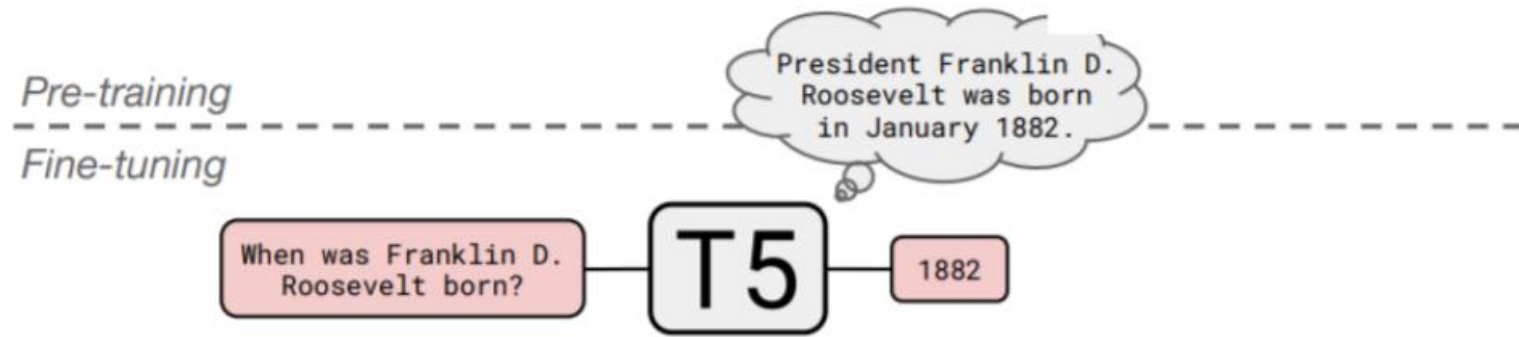 Pre-training
President Franklin D.
Roosevelt was born
in January 1882.
Fine-tuning
When was Franklin D.
Roosevelt born?
T5
1882